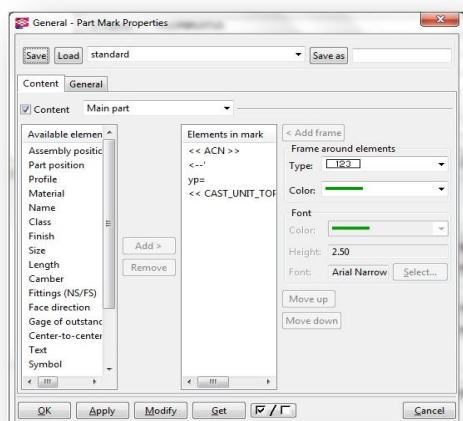 General - Part Mark Properties
Save Load standard Save as
Content General
Content Main part
Available elemen
Assembly positic
Part position
Profile
Material
Name
Class
Finish
Size
Length
Camber
Fittings (NS/FS)
Face direction
Gage of outstanc
Center-to-center
Text
Symbol
Add >
Remove
Elements in mark
<< ACN >>
<--'
yp=
<< CAST_UNIT_TOP
< Add frame
Frame around elements
Type: 123
Color:
Font
Color:
Height: 2.50
Font: Arial Narrow Select...
Move up
Move down
OK Apply Modify Get / Cancel